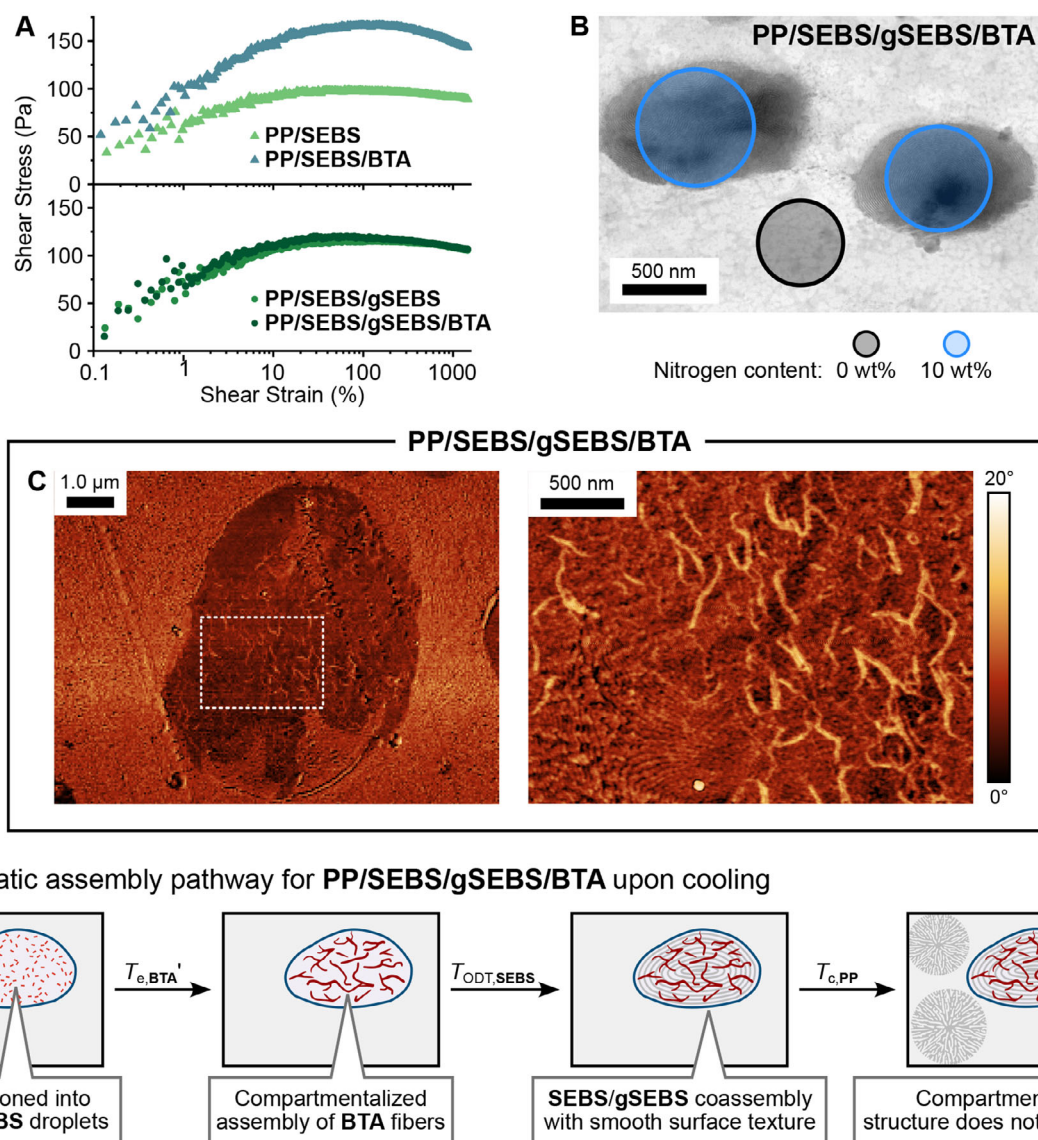 A
Shear Stress (Pa)
150
100
50
0
PP/SEBS
PP/SEBS/BTA
150
100
50
0
PP/SEBS/gSEBS
PP/SEBS/gSEBS/BTA
0.1 1 10 100 1000
Shear Strain (%)
B
PP/SEBS/gSEBS/BTA
500 nm
Nitrogen content: 0 wt% 10 wt%
PP/SEBS/gSEBS/BTA
C
1.0 µm
500 nm
20°
0°
atic assembly pathway for PP/SEBS/gSEBS/BTA upon cooling
Te,BTA'
TODT,SEBS
Tc,PP
oned into
BS droplets
Compartmentalized
assembly of BTA fibers
SEBS/gSEBS coassembly
with smooth surface texture
Compartmen
structure does not